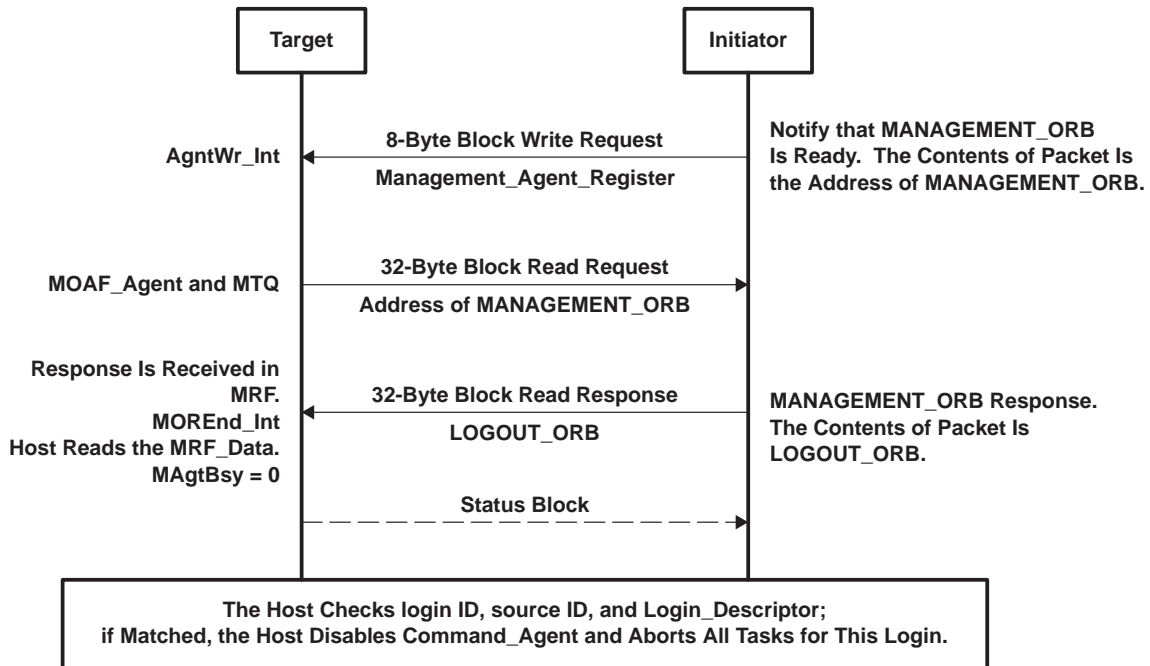 Target
Initiator
AgntWr_Int
8-Byte Block Write Request
Management_Agent_Register
Notify that MANAGEMENT_ORB
Is Ready. The Contents of Packet Is
the Address of MANAGEMENT_ORB.
MOAF_Agent and MTQ
32-Byte Block Read Request
Address of MANAGEMENT_ORB
Response Is Received in
MRF.
MOREnd_Int
Host Reads the MRF_Data.
MAgtBsy = 0
32-Byte Block Read Response
LOGOUT_ORB
MANAGEMENT_ORB Response.
The Contents of Packet Is
LOGOUT_ORB.
Status Block
The Host Checks login ID, source ID, and Login_Descriptor;
if Matched, the Host Disables Command_Agent and Aborts All Tasks for This Login.